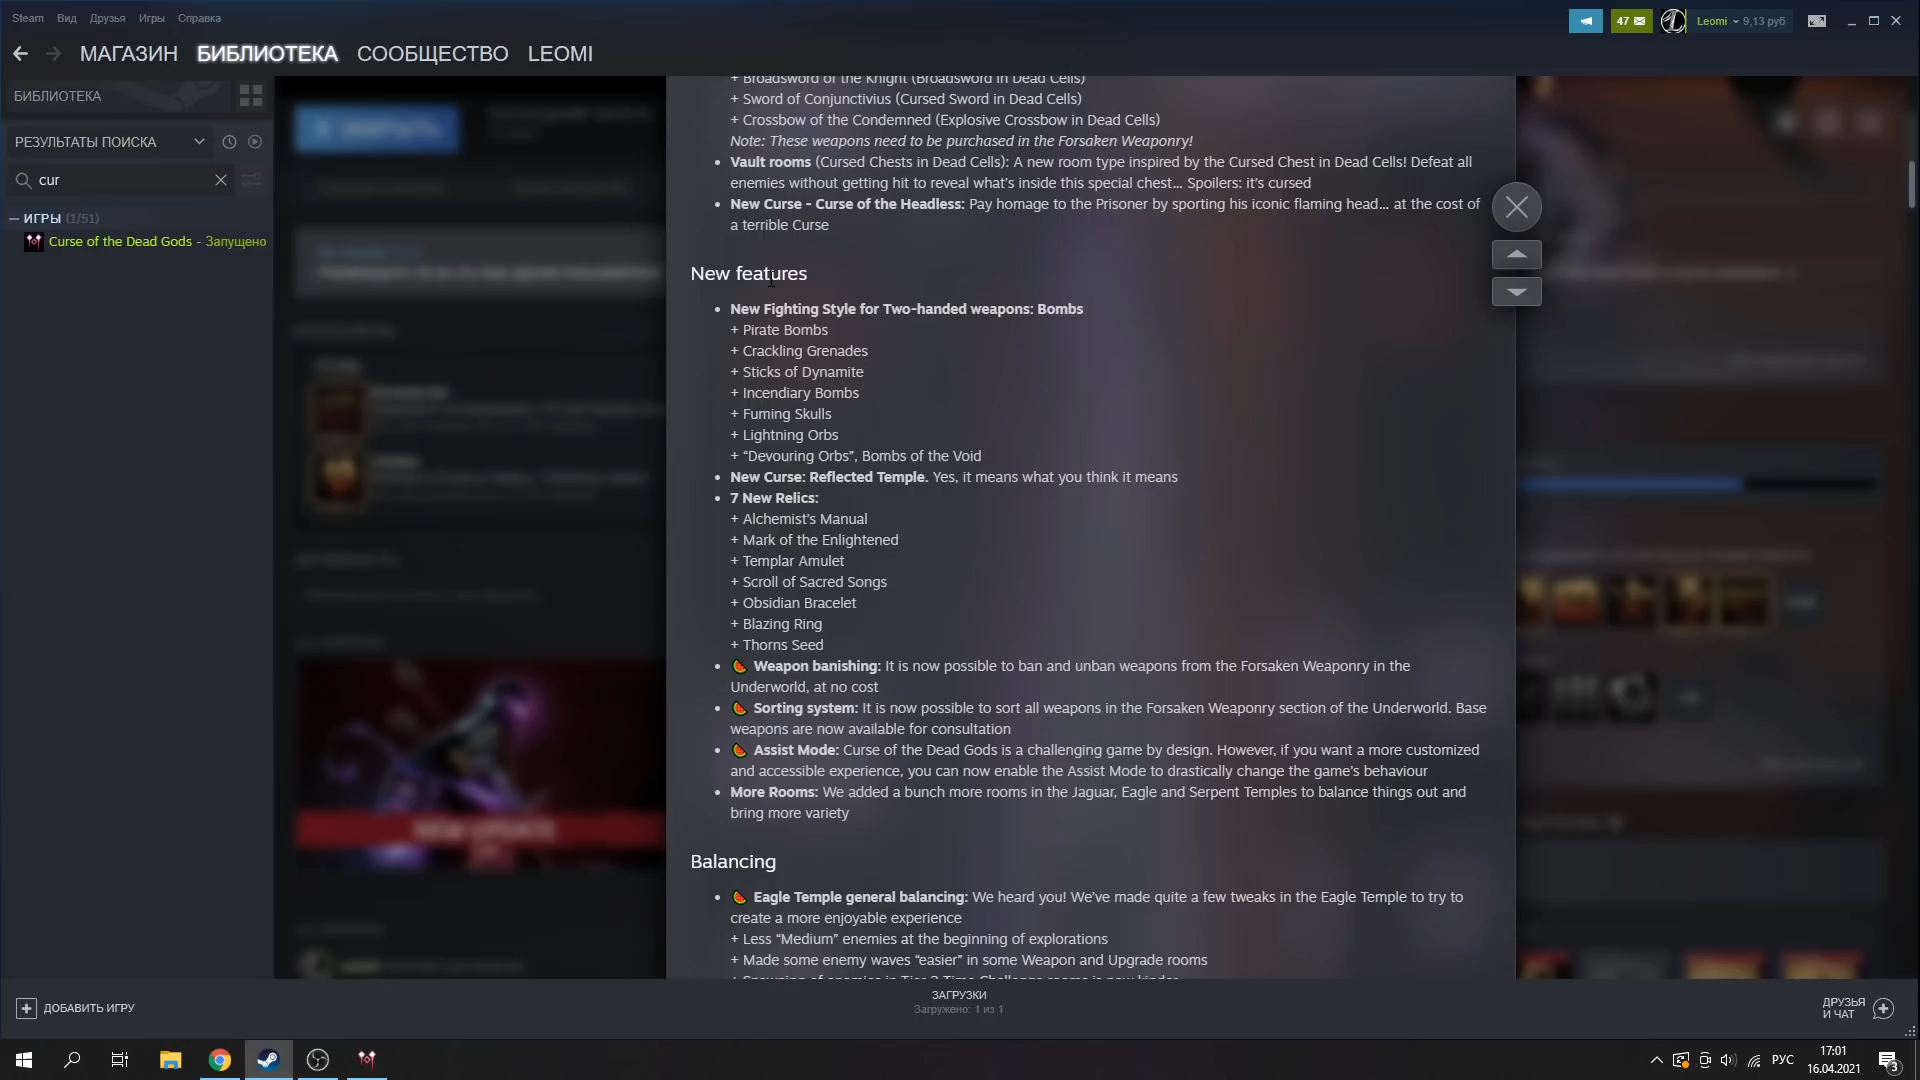 Steam Вид Друзья Игры Справка
47
Leomi 9,13 руб
МАГАЗИН БИБЛИОТЕКА СООБЩЕСТВО LEOMI
БИБЛИОТЕКА
РЕЗУЛЬТАТЫ ПОИСКА
cur
ИГРЫ (1/51)
Curse of the Dead Gods - Запущено
+ Broadsword of the Knight (Broadsword in Dead Cells)
+ Sword of Conjunctivius (Cursed Sword in Dead Cells)
+ Crossbow of the Condemned (Explosive Crossbow in Dead Cells)
Note: These weapons need to be purchased in the Forsaken Weaponry!
• Vault rooms (Cursed Chests in Dead Cells): A new room type inspired by the Cursed Chest in Dead Cells! Defeat all
enemies without getting hit to reveal what's inside this special chest... Spoilers: it's cursed
• New Curse - Curse of the Headless: Pay homage to the Prisoner by sporting his iconic flaming head... at the cost of
a terrible Curse
New features
• New Fighting Style for Two-handed weapons: Bombs
+ Pirate Bombs
+ Crackling Grenades
+ Sticks of Dynamite
+ Incendiary Bombs
+ Fuming Skulls
+ Lightning Orbs
+ “Devouring Orbs”, Bombs of the Void
• New Curse: Reflected Temple. Yes, it means what you think it means
• 7 New Relics:
+ Alchemist’s Manual
+ Mark of the Enlightened
+ Templar Amulet
+ Scroll of Sacred Songs
+ Obsidian Bracelet
+ Blazing Ring
+ Thorns Seed
• 🍉 Weapon banishing: It is now possible to ban and unban weapons from the Forsaken Weaponry in the
Underworld, at no cost
• 🍉 Sorting system: It is now possible to sort all weapons in the Forsaken Weaponry section of the Underworld. Base
weapons are now available for consultation
• 🍉 Assist Mode: Curse of the Dead Gods is a challenging game by design. However, if you want a more customized
and accessible experience, you can now enable the Assist Mode to drastically change the game’s behaviour
• More Rooms: We added a bunch more rooms in the Jaguar, Eagle and Serpent Temples to balance things out and
bring more variety
Balancing
• 🍉 Eagle Temple general balancing: We heard you! We’ve made quite a few tweaks in the Eagle Temple to try to
create a more enjoyable experience
+ Less “Medium” enemies at the beginning of explorations
+ Made some enemy waves “easier” in some Weapon and Upgrade rooms
+ Spawning of enemies in Tier 2 Time Challenge rooms is now kinder
NEW UPDATE
ДОБАВИТЬ ИГРУ
ЗАГРУЗКИ
Загружено: 1 из 1
ДРУЗЬЯ
И ЧАТ
РУС
17:01
16.04.2021
3